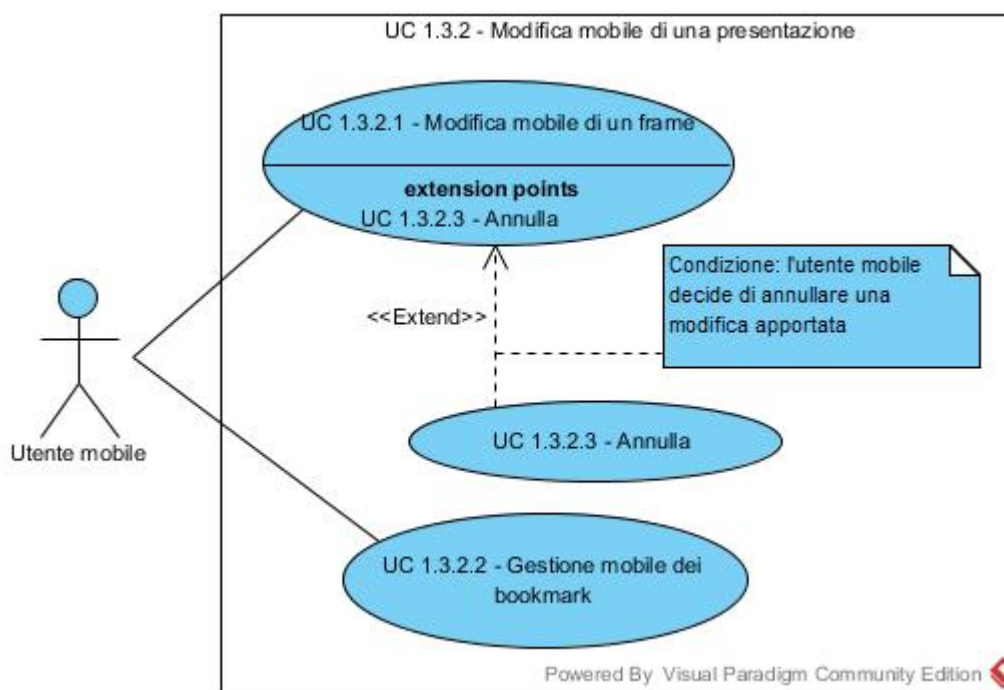 UC 1.3.2 - Modifica mobile di una presentazione
UC 1.3.2.1 - Modifica mobile di un frame
extension points
UC 1.3.2.3 - Annulla
Condizione: l'utente mobile
decide di annullare una
modifica apportata
<<Extend>>
UC 1.3.2.3 - Annulla
Utente mobile
UC 1.3.2.2 - Gestione mobile dei
bookmark
Powered By Visual Paradigm Community Edition